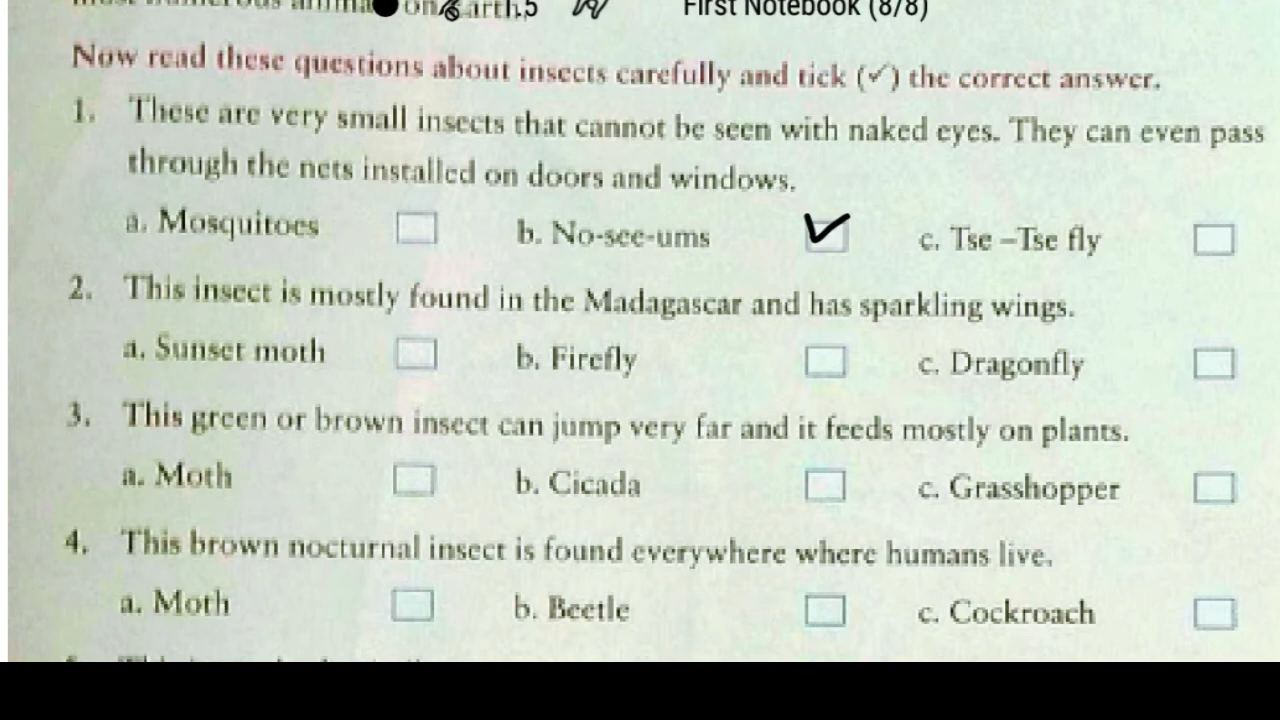 on earth.5 First Notebook (8/8)
Now read these questions about insects carefully and tick (✓) the correct answer.
1. These are very small insects that cannot be seen with naked eyes. They can even pass
through the nets installed on doors and windows.
a. Mosquitoes b. No-see-ums ✓ c. Tse –Tse fly
2. This insect is mostly found in the Madagascar and has sparkling wings.
a. Sunset moth b. Firefly c. Dragonfly
3. This green or brown insect can jump very far and it feeds mostly on plants.
a. Moth b. Cicada c. Grasshopper
4. This brown nocturnal insect is found everywhere where humans live.
a. Moth b. Beetle c. Cockroach